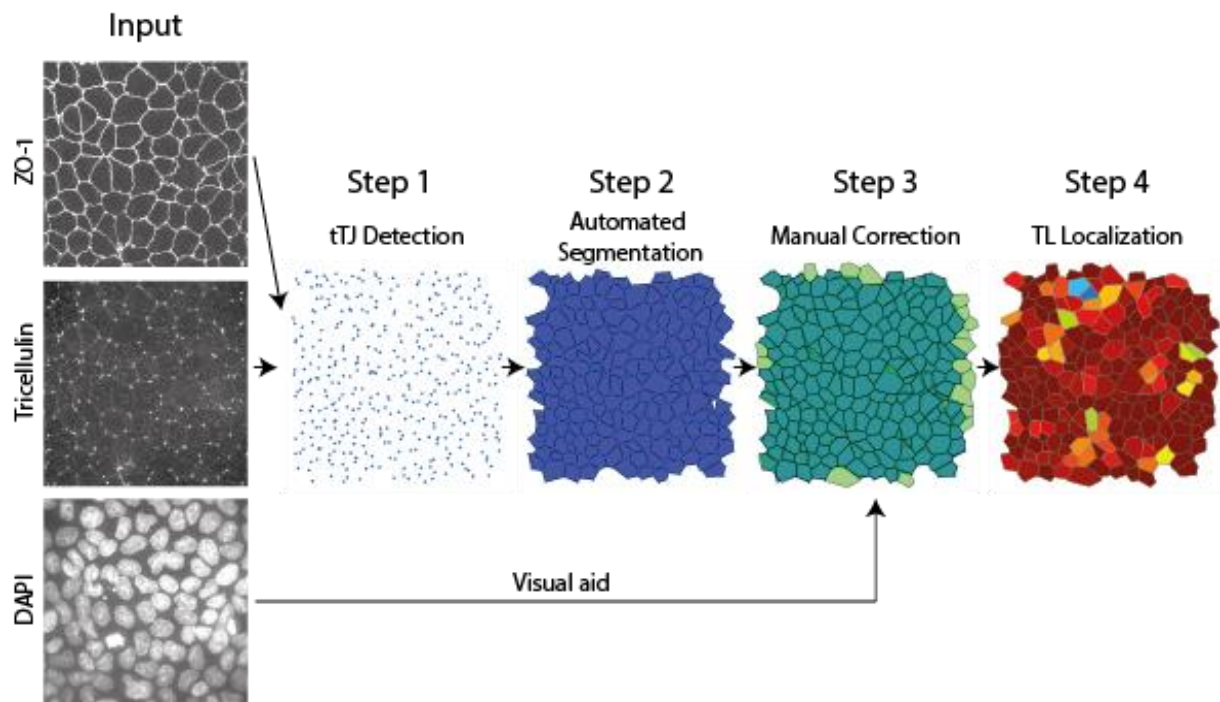 Input
ZO-1
Tricellulin
DAPI
Step 1
tTJ Detection
Step 2
Automated
Segmentation
Step 3
Manual Correction
Step 4
TL Localization
Visual aid